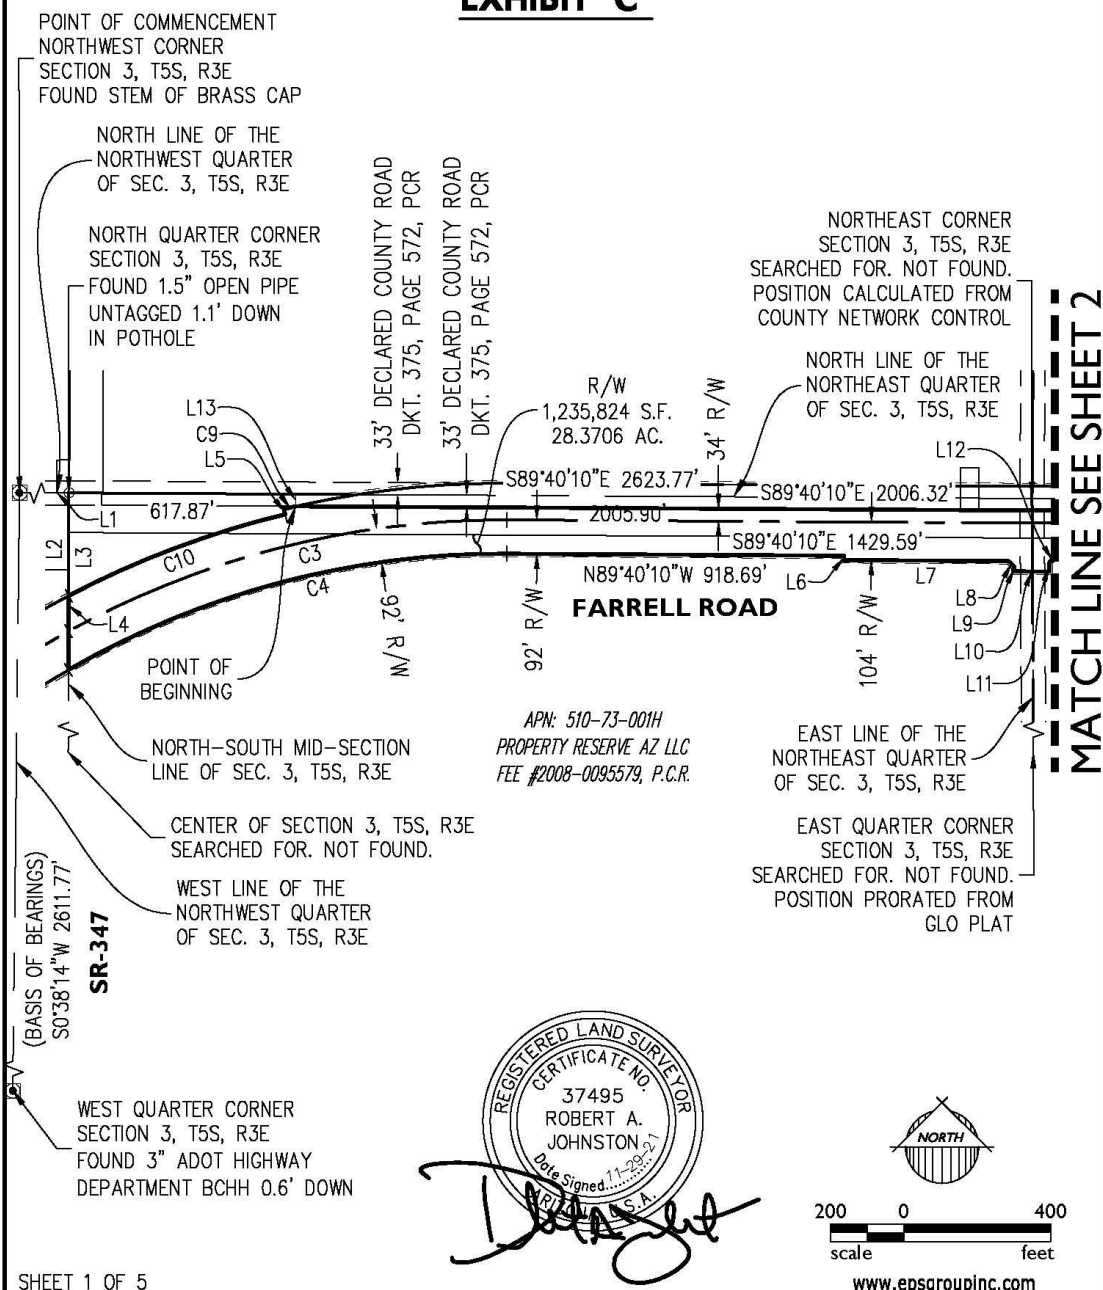 EXHIBIT "C"
POINT OF COMMENCEMENT
NORTHWEST CORNER
SECTION 3, T5S, R3E
FOUND STEM OF BRASS CAP
NORTH LINE OF THE
NORTHWEST QUARTER
OF SEC. 3, T5S, R3E
NORTH QUARTER CORNER
SECTION 3, T5S, R3E
FOUND 1.5" OPEN PIPE
UNTAGGED 1.1' DOWN
IN POTHOLE
33' DECLARED COUNTY ROAD
DKT. 375, PAGE 572, PCR
33' DECLARED COUNTY ROAD
DKT. 375, PAGE 572, PCR
NORTHEAST CORNER
SECTION 3, T5S, R3E
SEARCHED FOR. NOT FOUND.
POSITION CALCULATED FROM
COUNTY NETWORK CONTROL
NORTH LINE OF THE
NORTHEAST QUARTER
OF SEC. 3, T5S, R3E
MATCH LINE SEE SHEET 2
R/W
1,235,824 S.F.
28.3706 AC.
34' R/W
L13
C9
L5
L12
S89°40'10"E 2623.77'
S89°40'10"E 2006.32'
L1
617.87'
2005.90'
L2
L3
C10
C3
C4
S89°40'10"E 1429.59'
N89°40'10"W 918.69'
L6
L7
L8
L9
L10
L11
L4
92' R/W
92' R/W
104' R/W
FARRELL ROAD
POINT OF
BEGINNING
APN: 510-73-001H
PROPERTY RESERVE AZ LLC
FEE #2008-0095579, P.C.R.
NORTH-SOUTH MID-SECTION
LINE OF SEC. 3, T5S, R3E
EAST LINE OF THE
NORTHEAST QUARTER
OF SEC. 3, T5S, R3E
CENTER OF SECTION 3, T5S, R3E
SEARCHED FOR. NOT FOUND.
EAST QUARTER CORNER
SECTION 3, T5S, R3E
SEARCHED FOR. NOT FOUND.
POSITION PRORATED FROM
GLO PLAT
WEST LINE OF THE
NORTHWEST QUARTER
OF SEC. 3, T5S, R3E
(BASIS OF BEARINGS)
S0°38'14"W 2611.77'
SR-347
WEST QUARTER CORNER
SECTION 3, T5S, R3E
FOUND 3" ADOT HIGHWAY
DEPARTMENT BCHH 0.6' DOWN
REGISTERED LAND SURVEYOR
CERTIFICATE NO.
37495
ROBERT A.
JOHNSTON
Date Signed 11-29-21
ARIZONA U.S.A.
NORTH
200 0 400
scale feet
www.epsgroupinc.com
SHEET 1 OF 5